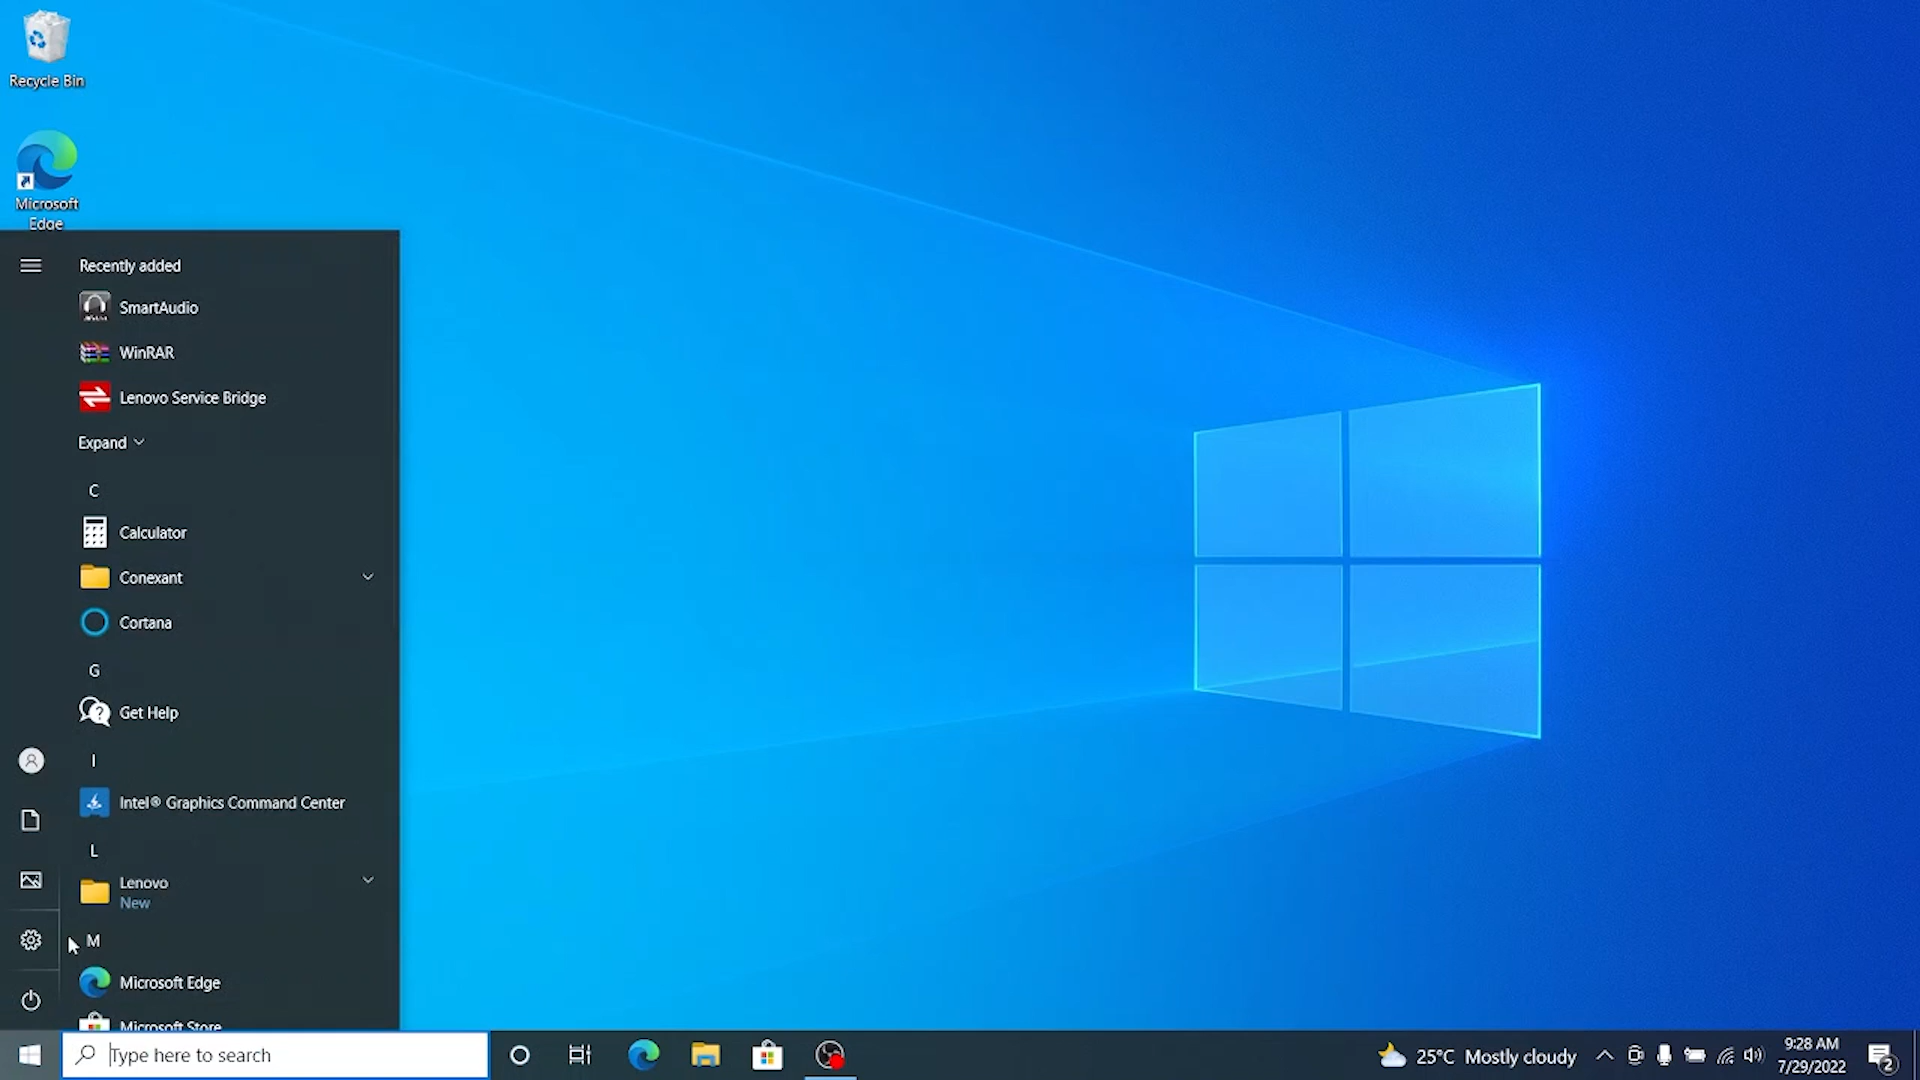 Recycle Bin
Microsoft
Edge
Recently added
SmartAudio
WinRAR
Lenovo Service Bridge
Expand
C
Calculator
Conexant
Cortana
G
Get Help
I
Intel® Graphics Command Center
L
Lenovo
New
M
Microsoft Edge
Microsoft Store
Type here to search
25°C Mostly cloudy
9:28 AM
7/29/2022
2